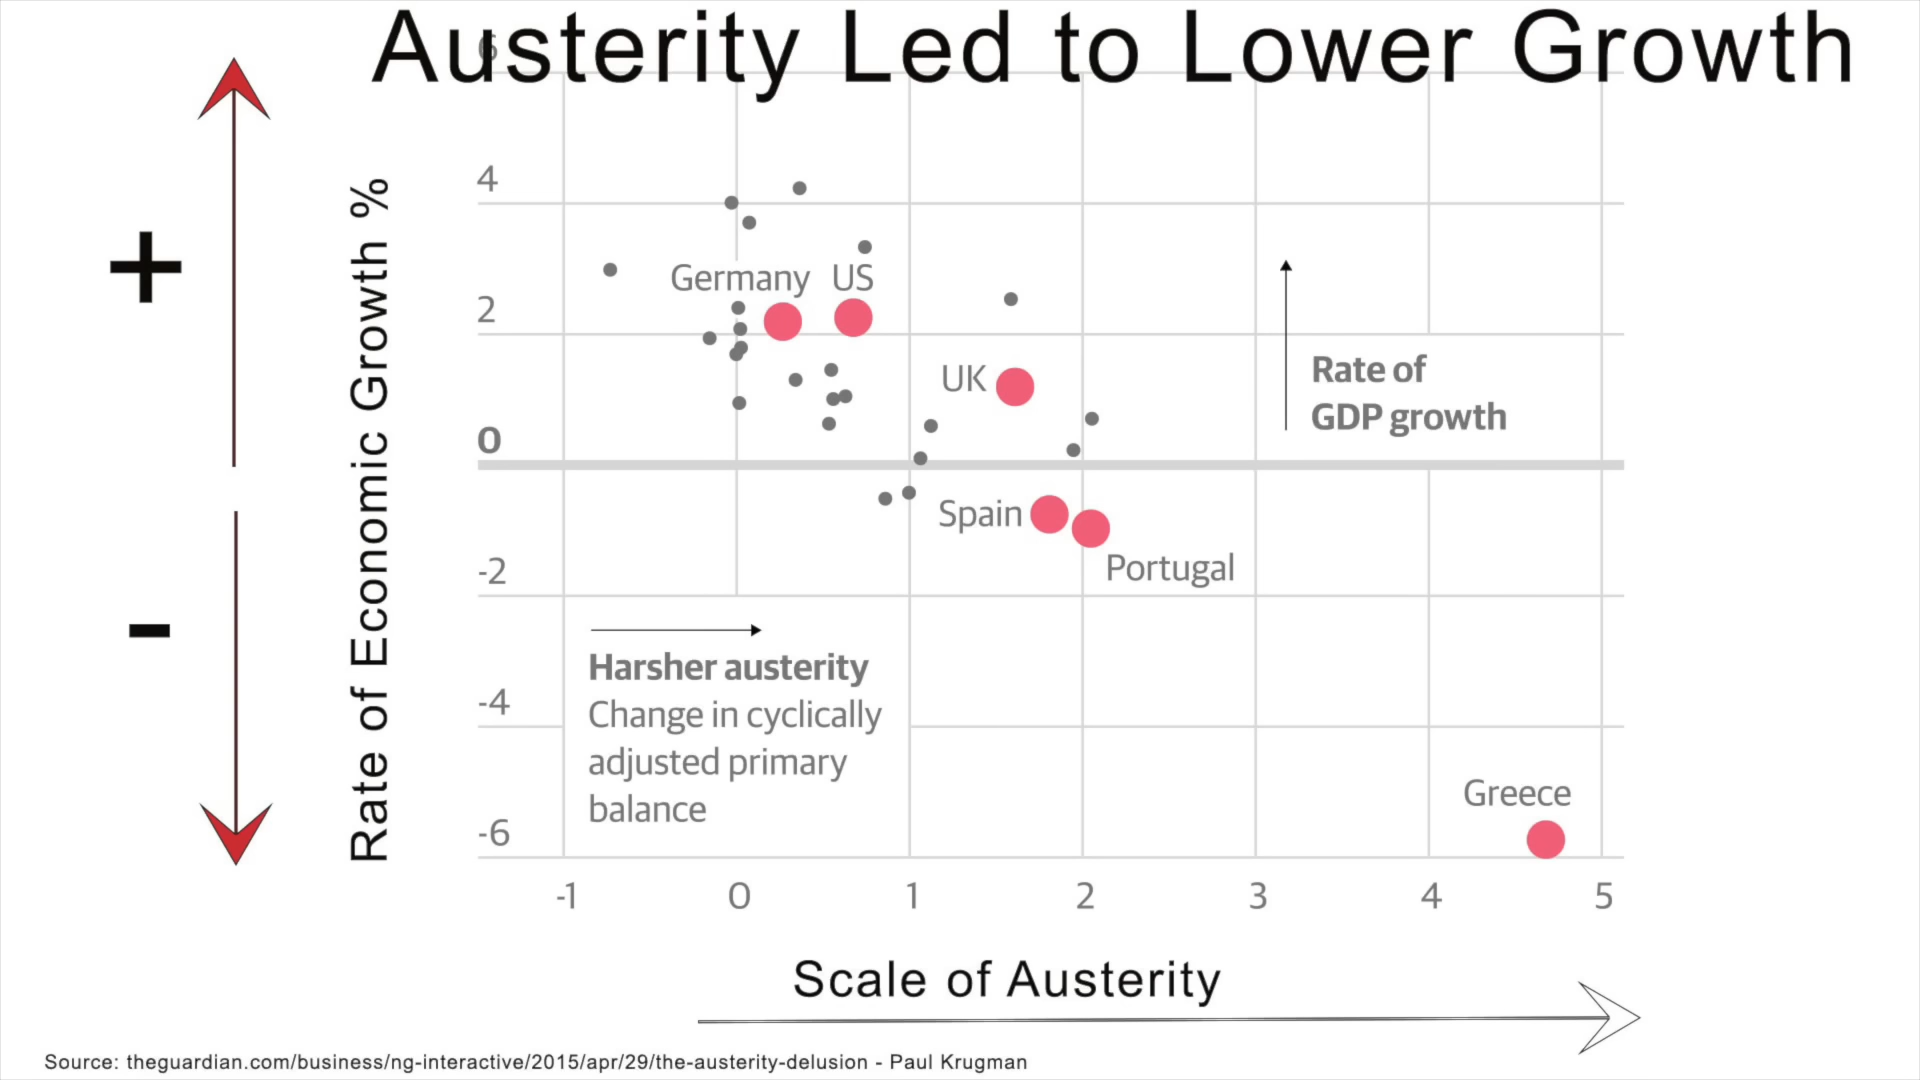 Austerity Led to Lower Growth
6
4
2
0
-2
-4
-6
+
-
Rate of Economic Growth %
Germany
US
UK
Spain
Portugal
Greece
Rate of
GDP growth
Harsher austerity
Change in cyclically
adjusted primary
balance
-1 0 1 2 3 4 5
Scale of Austerity
Source: theguardian.com/business/ng-interactive/2015/apr/29/the-austerity-delusion - Paul Krugman